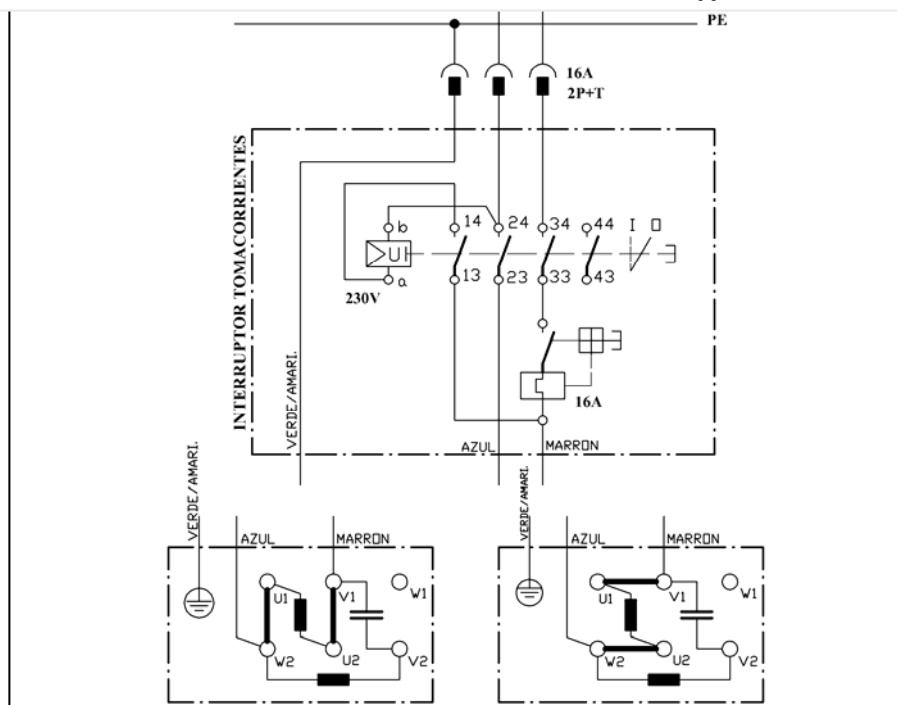 PE
16A
2P+T
INTERRUPTOR TOMACORRIENTES
14 24 34 44 I O
b
U
a
13 23 33 43
230V
16A
VERDE/AMARI.
AZUL MARRON
VERDE/AMARI.
AZUL MARRON
U1 V1 W1
W2 U2 V2
VERDE/AMARI.
AZUL MARRON
U1 V1 W1
W2 U2 V2